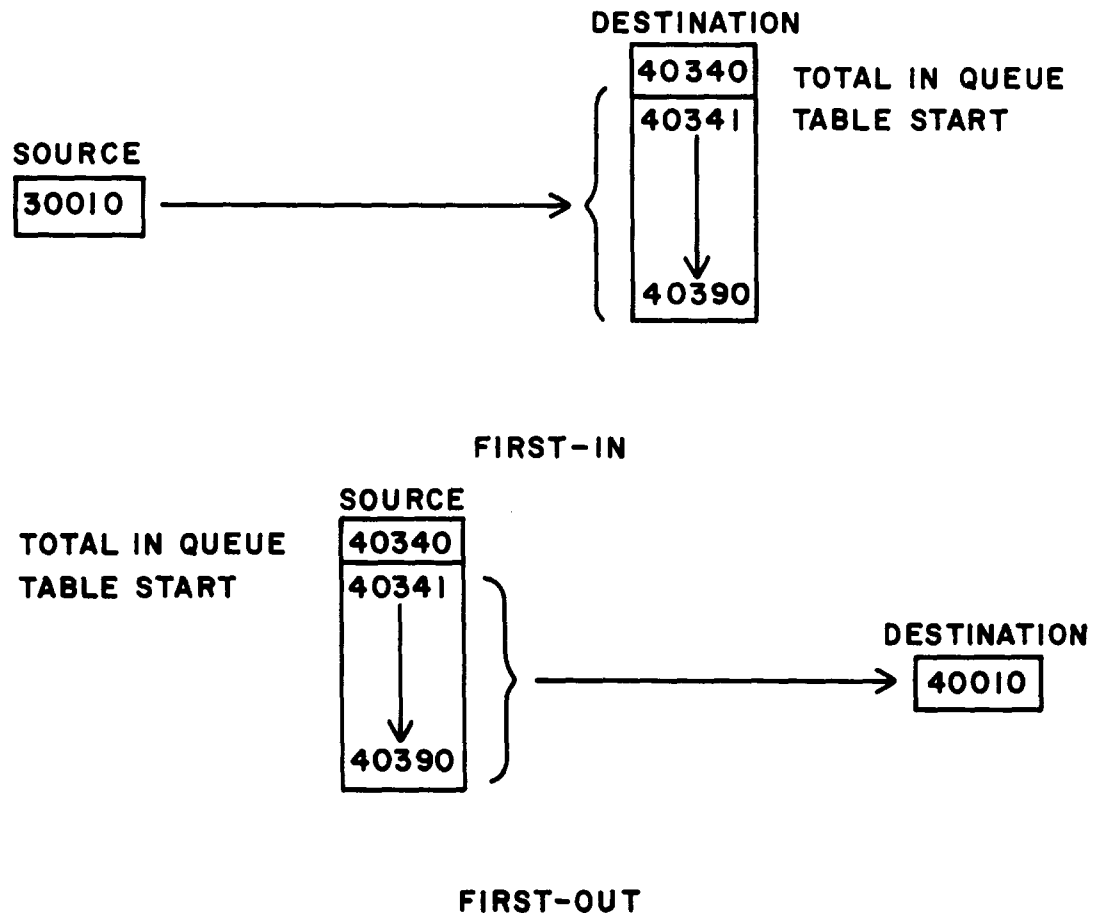 DESTINATION
40340 TOTAL IN QUEUE
40341 TABLE START
SOURCE
30010
40390
FIRST-IN
SOURCE
TOTAL IN QUEUE 40340
TABLE START 40341
DESTINATION
40010
40390
FIRST-OUT